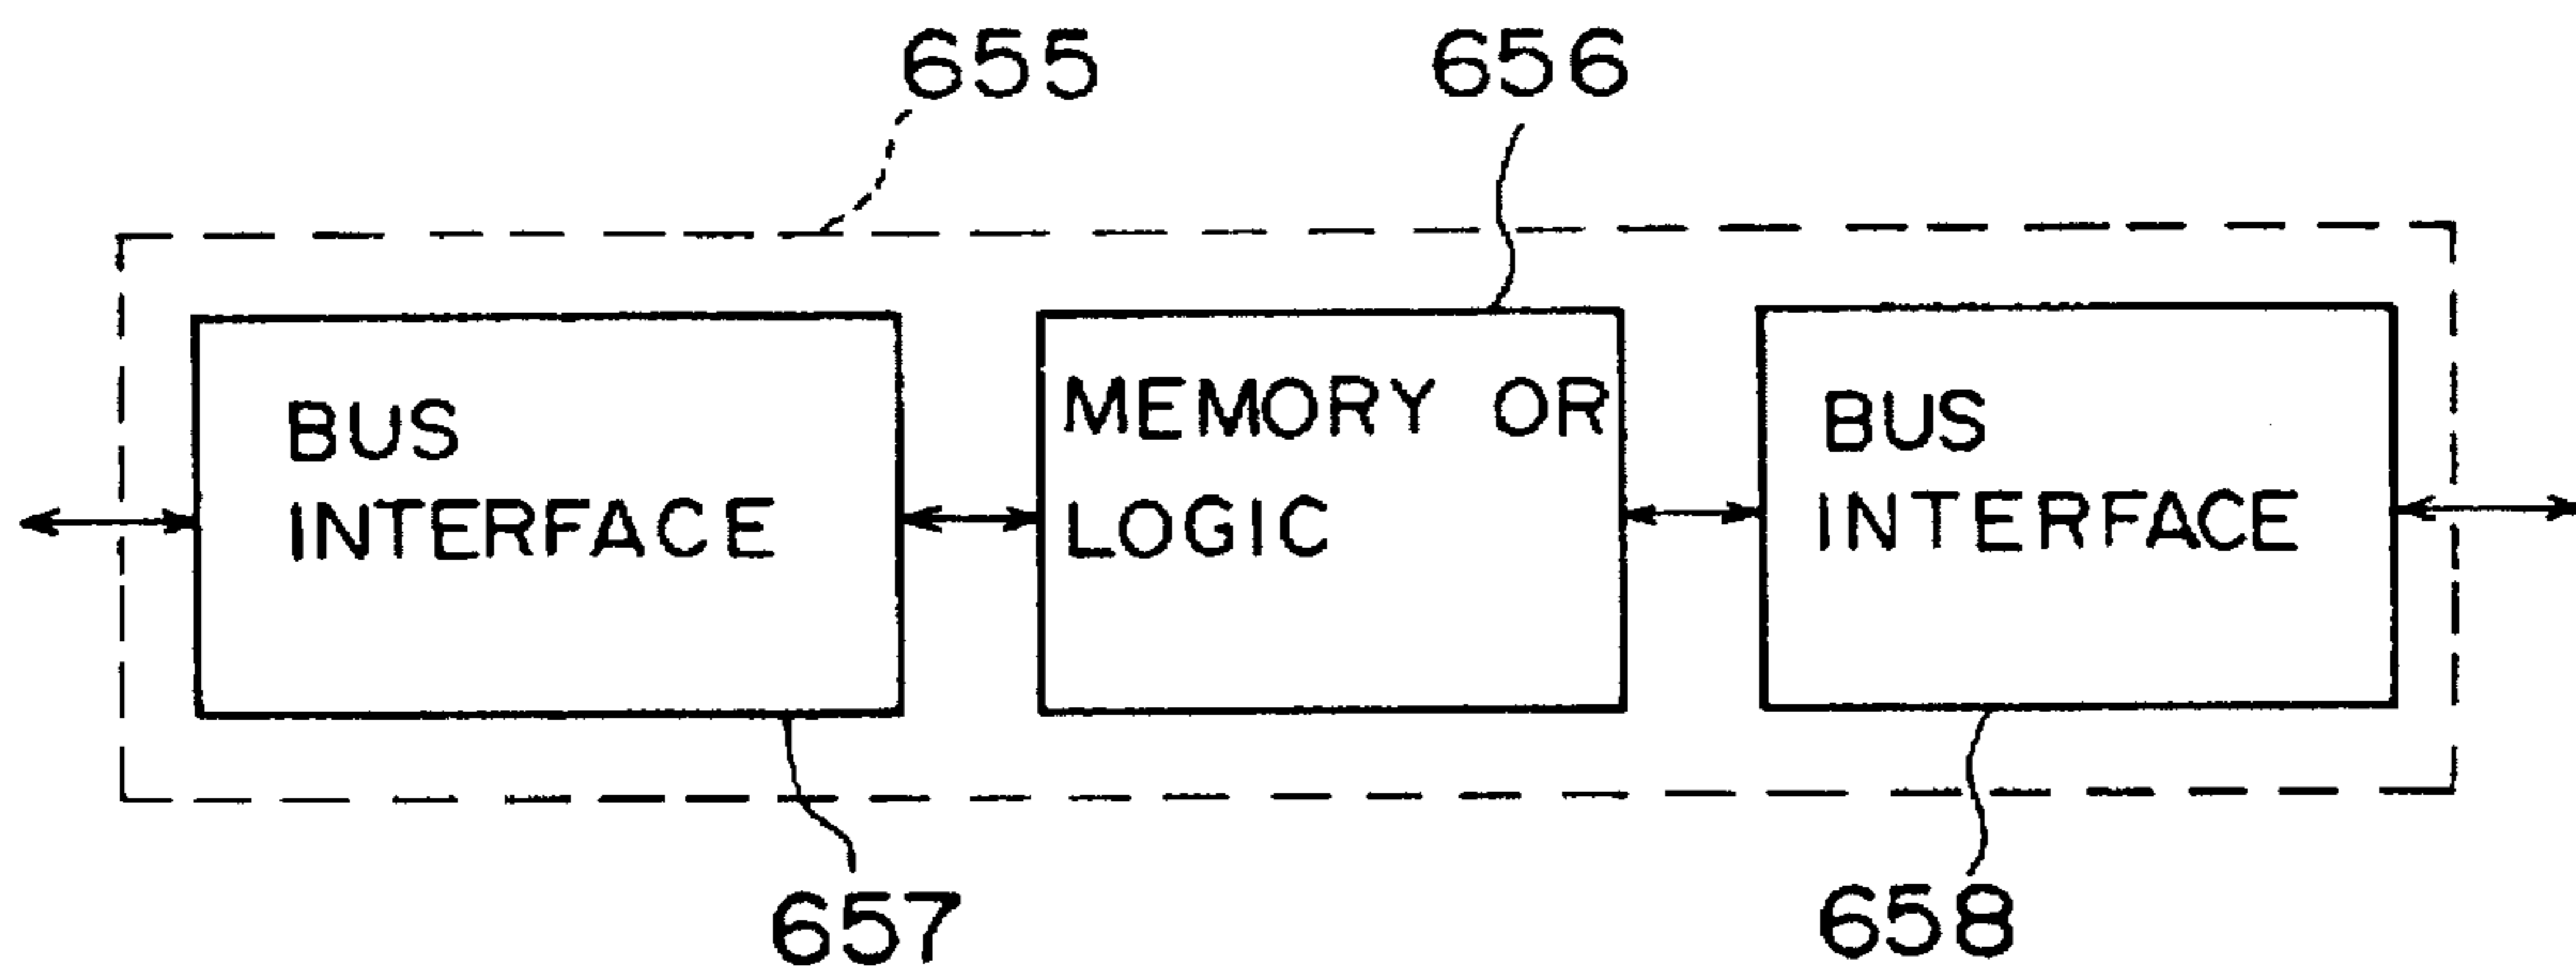 655
656
BUS
INTERFACE
MEMORY OR
LOGIC
BUS
INTERFACE
657
658